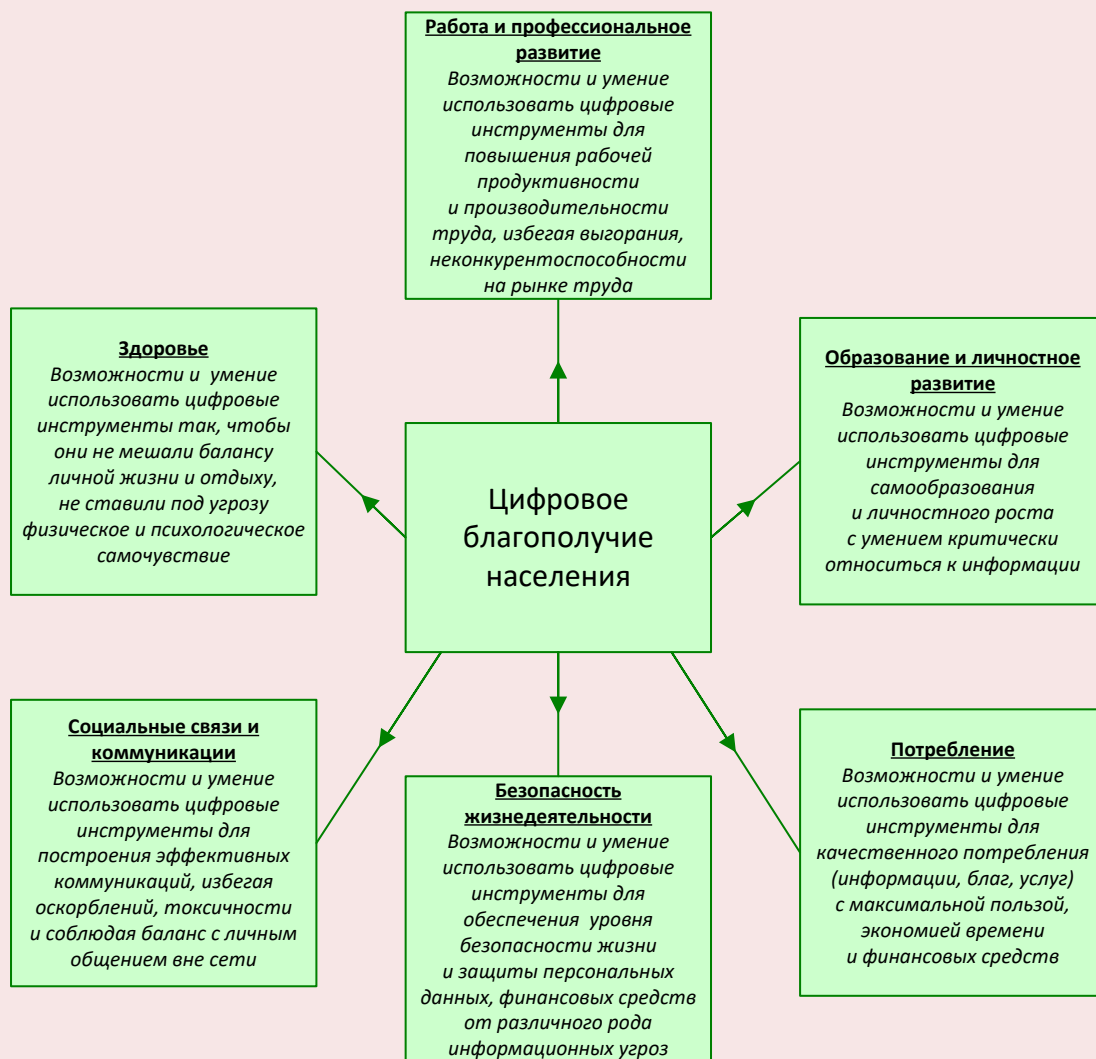 Работа и профессиональное
развитие
Возможности и умение
использовать цифровые
инструменты для
повышения рабочей
продуктивности
и производительности
труда, избегая выгорания,
неконкурентоспособности
на рынке труда
Здоровье
Возможности и  умение
использовать цифровые
инструменты так, чтобы
они не мешали балансу
личной жизни и отдыху,
не ставили под угрозу
физическое и психологическое
самочувствие
Образование и личностное
развитие
Возможности и умение
использовать цифровые
инструменты для
самообразования
и личностного роста
с умением критически
относиться к информации
Цифровое
благополучие
населения
Социальные связи и
коммуникации
Возможности и умение
использовать цифровые
инструменты для
построения эффективных
коммуникаций, избегая
оскорблений, токсичности
и соблюдая баланс с личным
общением вне сети
Безопасность
жизнедеятельности
Возможности и умение
использовать цифровые
инструменты для
обеспечения  уровня
безопасности жизни
и защиты персональных
данных, финансовых средств
от различного рода
информационных угроз
Потребление
Возможности и умение
использовать цифровые
инструменты для
качественного потребления
(информации, благ, услуг)
с максимальной пользой,
экономией времени
и финансовых средств